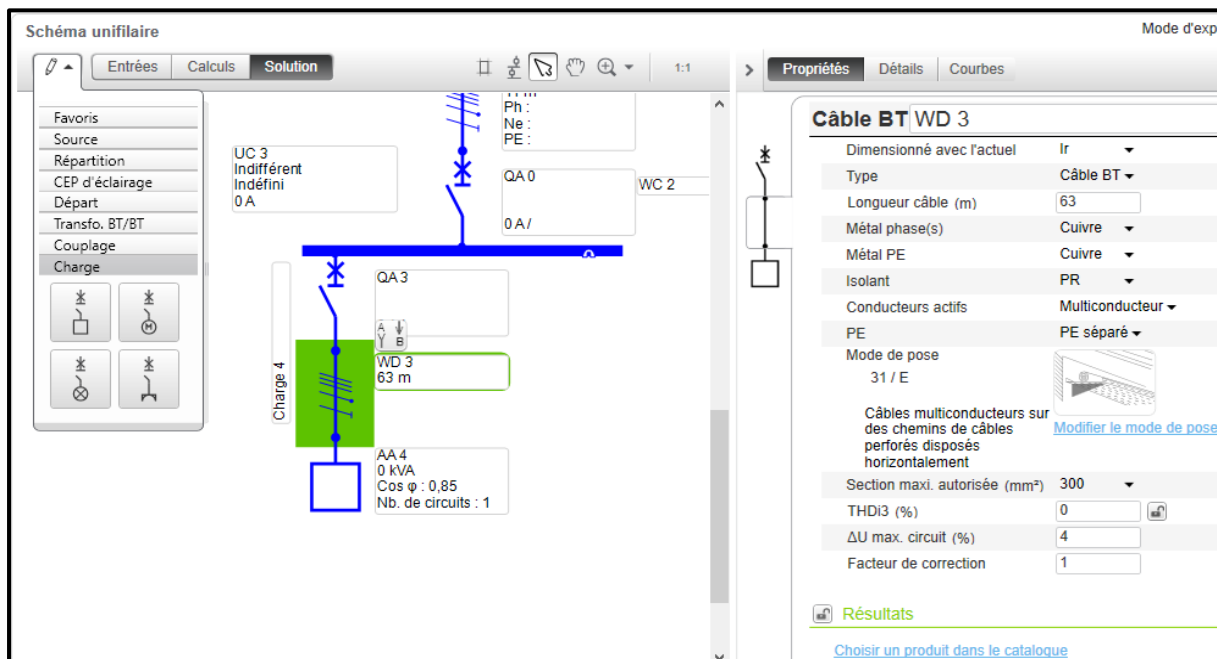 Schéma unifilaire
Mode d'exp
Entrées
Calculs
Solution
1:1
Propriétés
Détails
Courbes
Favoris
Source
Répartition
CEP d'éclairage
Départ
Transfo. BT/BT
Couplage
Charge
M
Ph :
Ne :
PE :
UC 3
Indifférent
Indéfini
0 A
QA 0
0 A /
WC 2
QA 3
A
Y B
WD 3
63 m
Charge 4
AA 4
0 kVA
Cos φ : 0,85
Nb. de circuits : 1
Câble BT WD 3
Dimensionné avec l'actuel Ir
Type Câble BT
Longueur câble (m) 63
Métal phase(s) Cuivre
Métal PE Cuivre
Isolant PR
Conducteurs actifs Multiconducteur
PE PE séparé
Mode de pose
31 / E
Câbles multiconducteurs sur
des chemins de câbles
perforés disposés
horizontalement
Modifier le mode de pose
Section maxi. autorisée (mm²) 300
THDi3 (%) 0
ΔU max. circuit (%) 4
Facteur de correction 1
Résultats
Choisir un produit dans le catalogue